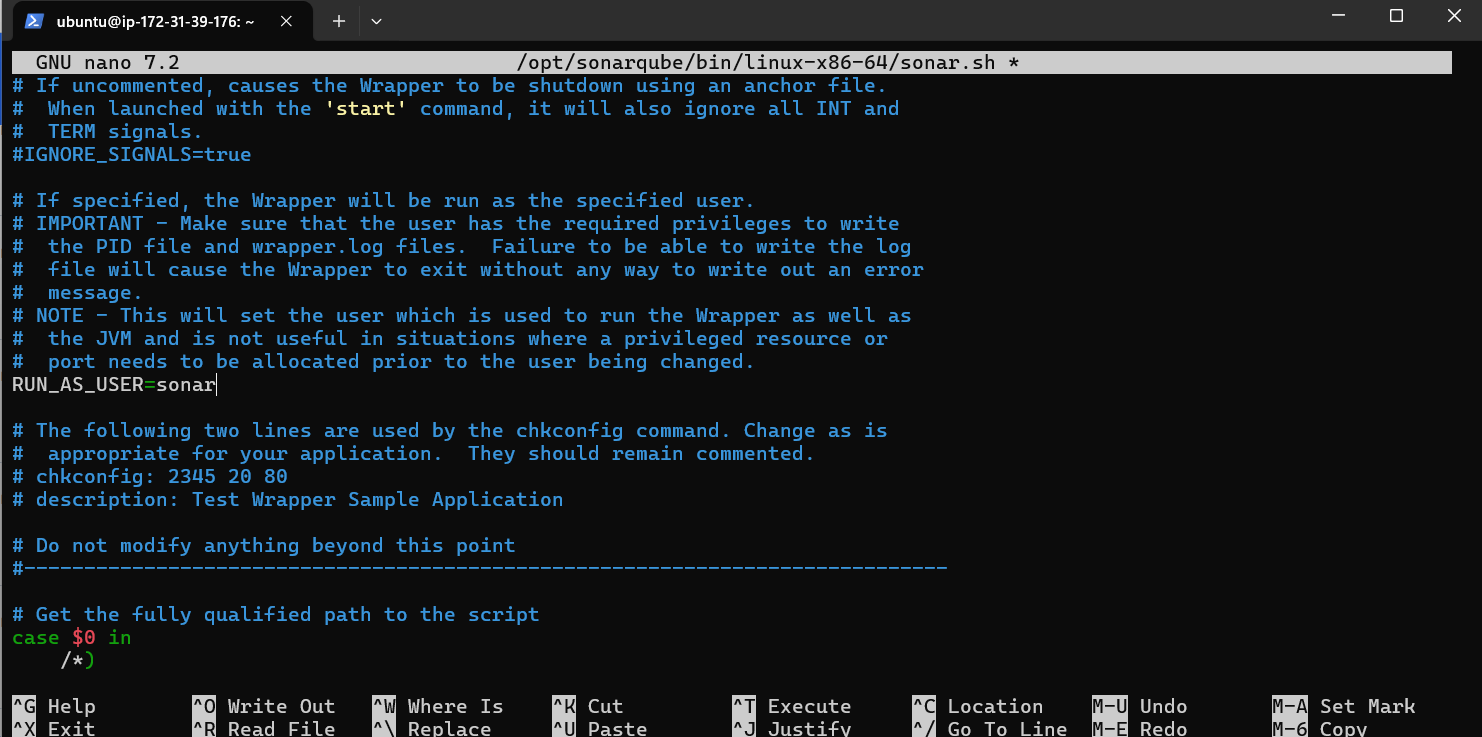 ubuntu@ip-172-31-39-176: ~
GNU nano 7.2 /opt/sonarqube/bin/linux-x86-64/sonar.sh *
# If uncommented, causes the Wrapper to be shutdown using an anchor file.
#  When launched with the 'start' command, it will also ignore all INT and
#  TERM signals.
#IGNORE_SIGNALS=true
# If specified, the Wrapper will be run as the specified user.
# IMPORTANT - Make sure that the user has the required privileges to write
#  the PID file and wrapper.log files.  Failure to be able to write the log
#  file will cause the Wrapper to exit without any way to write out an error
#  message.
# NOTE - This will set the user which is used to run the Wrapper as well as
#  the JVM and is not useful in situations where a privileged resource or
#  port needs to be allocated prior to the user being changed.
RUN_AS_USER=sonar
# The following two lines are used by the chkconfig command. Change as is
#  appropriate for your application.  They should remain commented.
# chkconfig: 2345 20 80
# description: Test Wrapper Sample Application
# Do not modify anything beyond this point
#-----------------------------------------------------------------------------
# Get the fully qualified path to the script
case $0 in
    /*)
^G Help ^O Write Out ^W Where Is ^K Cut ^T Execute ^C Location M-U Undo M-A Set Mark
^X Exit ^R Read File ^\ Replace ^U Paste ^J Justify ^/ Go To Line M-E Redo M-6 Copy